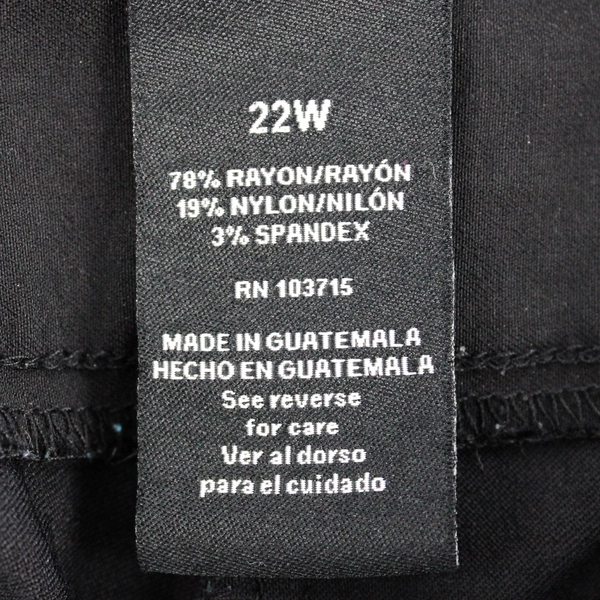 22W
78% RAYON/RAYÓN
19% NYLON/NILÓN
3% SPANDEX
RN 103715
MADE IN GUATEMALA
HECHO EN GUATEMALA
See reverse
for care
Ver al dorso
para el cuidado